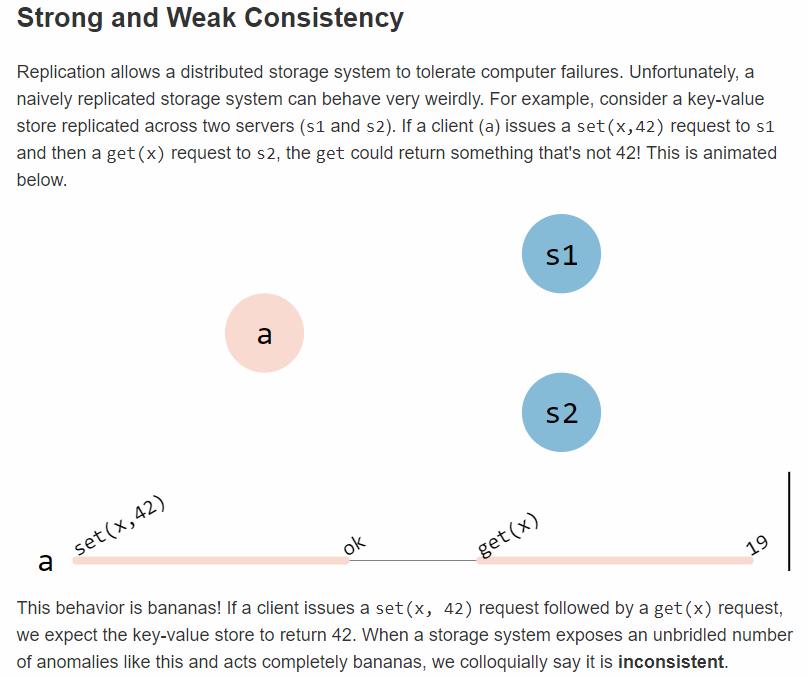 Strong and Weak Consistency
Replication allows a distributed storage system to tolerate computer failures. Unfortunately, a
naively replicated storage system can behave very weirdly. For example, consider a key-value
store replicated across two servers (s1 and s2). If a client (a) issues a set(x,42) request to s1
and then a get(x) request to s2, the get could return something that's not 42! This is animated
below.
s1
a
s2
a
set(x,42)
ok
get(x)
19
This behavior is bananas! If a client issues a set(x, 42) request followed by a get(x) request,
we expect the key-value store to return 42. When a storage system exposes an unbridled number
of anomalies like this and acts completely bananas, we colloquially say it is inconsistent.